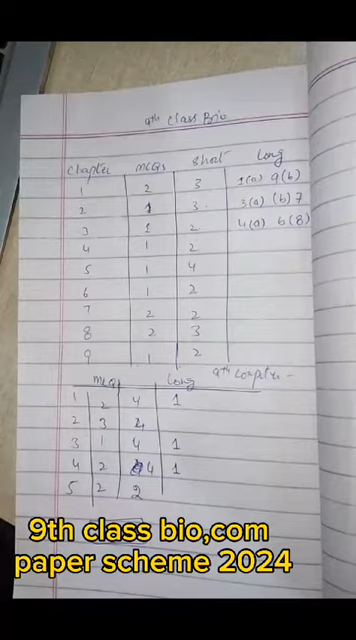 9th class Bio
Chapter MCQs Short Long
1 2 3 1(a) 9(b)
2 1 3 3(a) (b)7
3 1 2 4(a) 6(8)
4 1 2
5 1 4
6 1 2
7 2 2
8 2 3
9 1 2
MCQs Long 9th Computer
1 2 4 1
2 3 4
3 1 4 1
4 2 4 1
5 2 2
9th class bio,com
paper scheme 2024